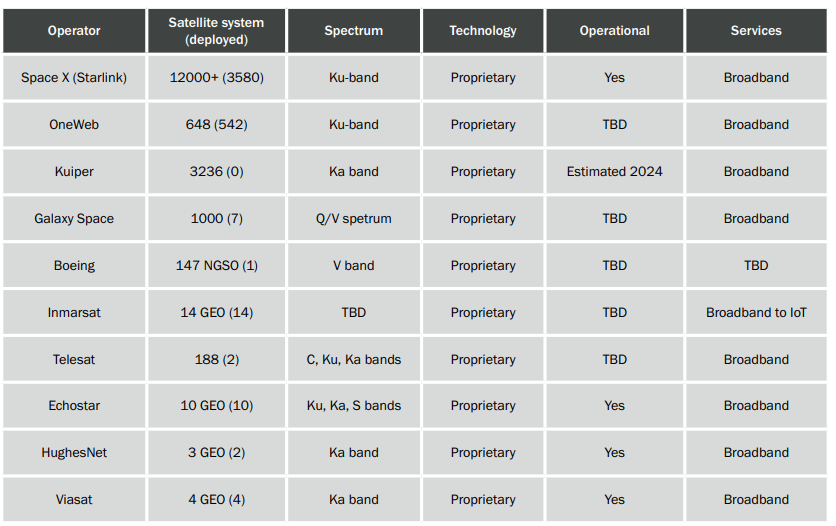 Operator Satellite system (deployed) Spectrum Technology Operational Services
Space X (Starlink) 12000+ (3580) Ku-band Proprietary Yes Broadband
OneWeb 648 (542) Ku-band Proprietary TBD Broadband
Kuiper 3236 (0) Ka band Proprietary Estimated 2024 Broadband
Galaxy Space 1000 (7) Q/V spetrum Proprietary TBD Broadband
Boeing 147 NGSO (1) V band Proprietary TBD TBD
Inmarsat 14 GEO (14) TBD Proprietary TBD Broadband to IoT
Telesat 188 (2) C, Ku, Ka bands Proprietary TBD Broadband
Echostar 10 GEO (10) Ku, Ka, S bands Proprietary Yes Broadband
HughesNet 3 GEO (2) Ka band Proprietary Yes Broadband
Viasat 4 GEO (4) Ka band Proprietary Yes Broadband